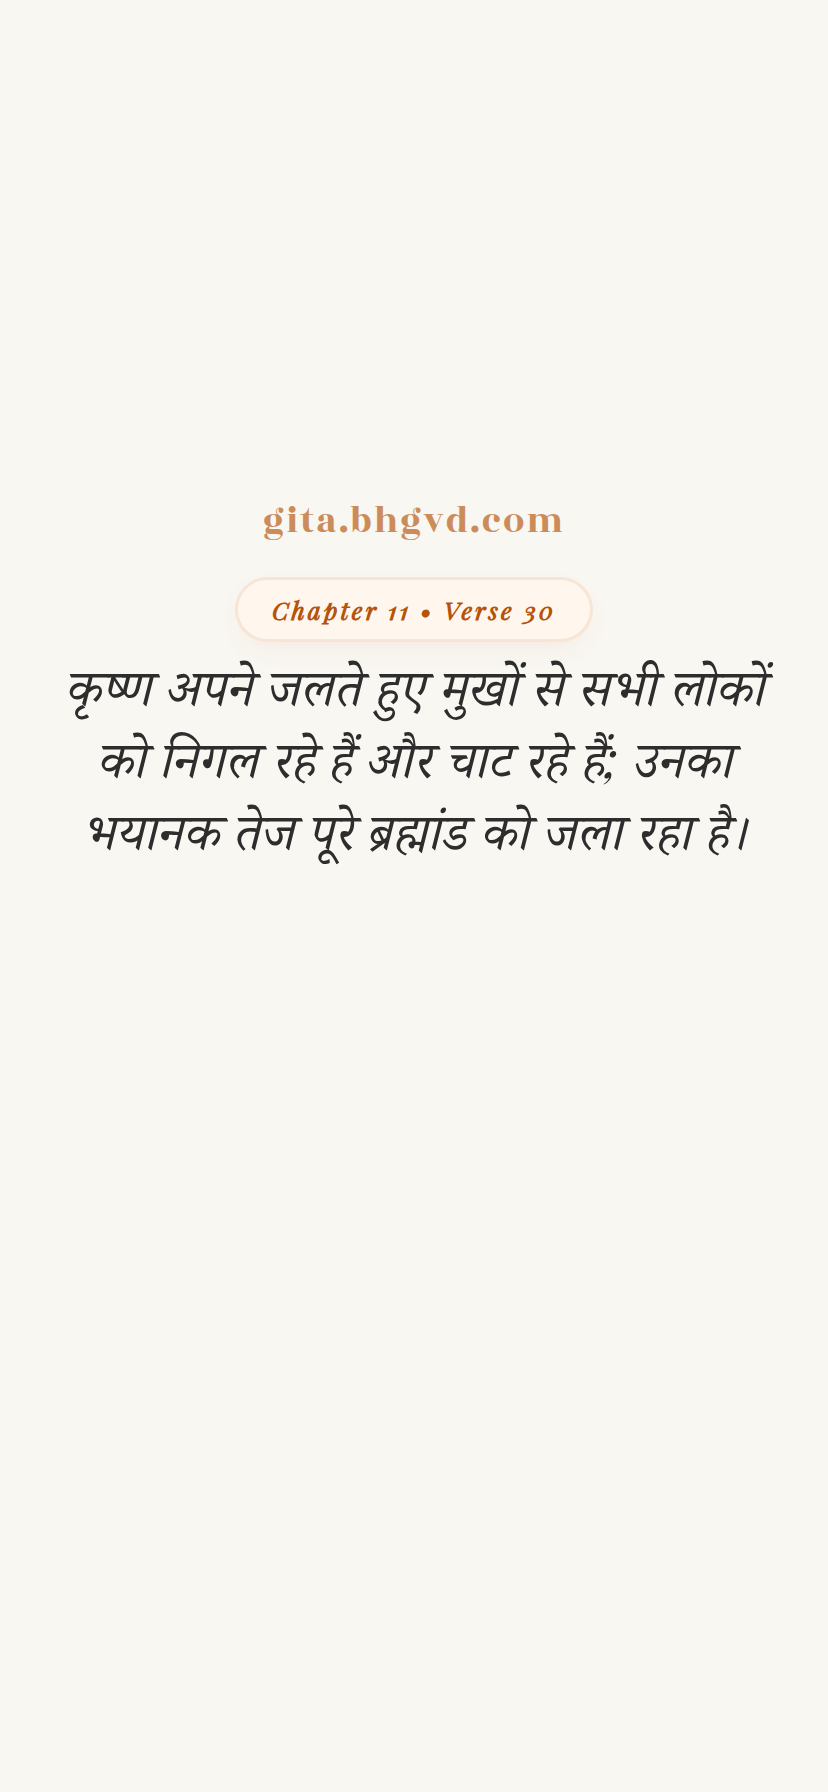 gita.bhgvd.com
Chapter 11 • Verse 30
कृष्ण अपने जलते हुए मुखों से सभी लोकों
को निगल रहे हैं और चाट रहे हैं; उनका
भयानक तेज पूरे ब्रह्मांड को जला रहा है।